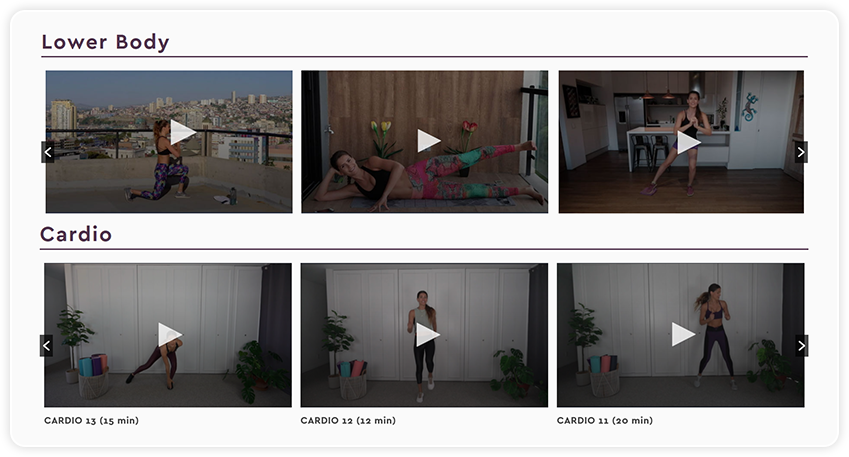 Lower Body
Cardio
CARDIO 13 (15 min)
CARDIO 12 (12 min)
CARDIO 11 (20 min)